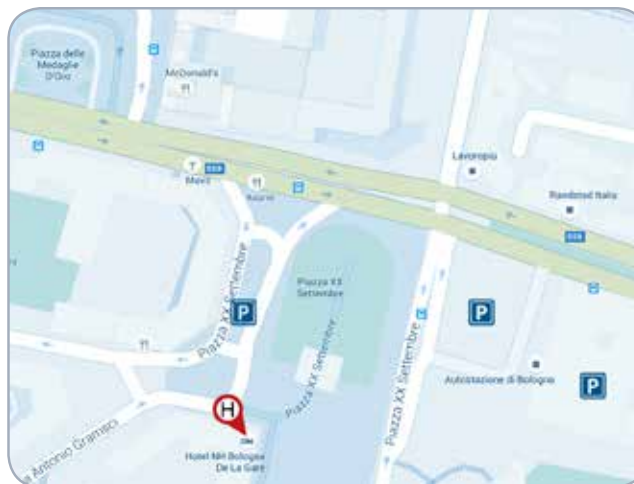 Piazza delle
Medaglie
D'Oro
McDonald's
Lavoropiù
Randstad Italia
Piazza XX
Settembre
Piazza XX Settembre
P
Piazza XX Settembre
P
Piazza XX Settembre
Autostazione di Bologna
P
H
Antonio Gramsci
Hotel NH Bologna
De La Gare